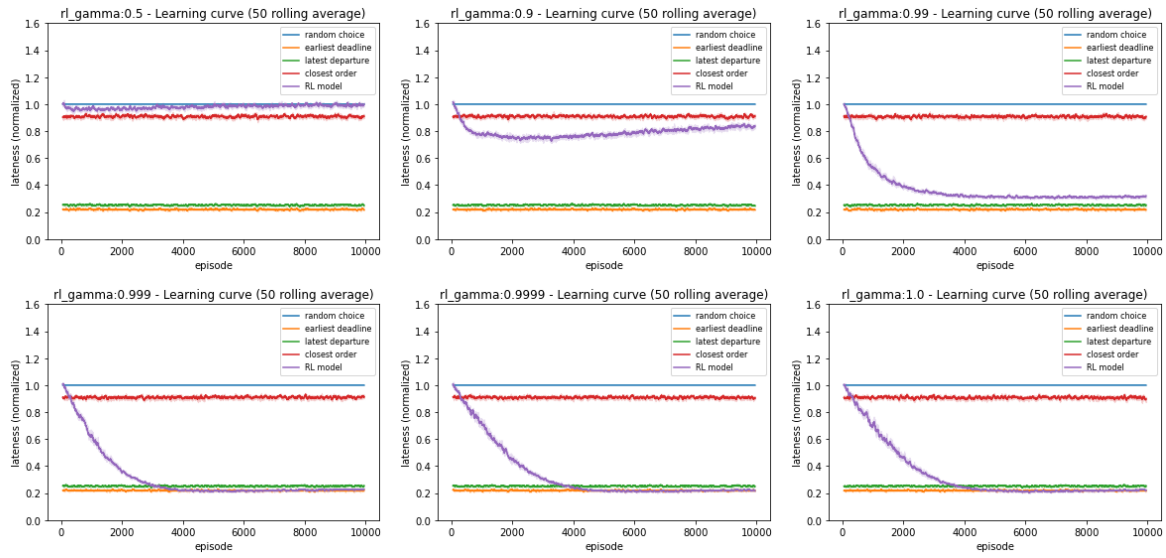 rl_gamma:0.5 - Learning curve (50 rolling average)
1.6
1.4
1.2
1.0
0.8
0.6
0.4
0.2
0.0
lateness (normalized)
random choice
earliest deadline
latest departure
closest order
RL model
0 2000 4000 6000 8000 10000
episode
rl_gamma:0.9 - Learning curve (50 rolling average)
1.6
1.4
1.2
1.0
0.8
0.6
0.4
0.2
0.0
lateness (normalized)
random choice
earliest deadline
latest departure
closest order
RL model
0 2000 4000 6000 8000 10000
episode
rl_gamma:0.99 - Learning curve (50 rolling average)
1.6
1.4
1.2
1.0
0.8
0.6
0.4
0.2
0.0
lateness (normalized)
random choice
earliest deadline
latest departure
closest order
RL model
0 2000 4000 6000 8000 10000
episode
rl_gamma:0.999 - Learning curve (50 rolling average)
1.6
1.4
1.2
1.0
0.8
0.6
0.4
0.2
0.0
lateness (normalized)
random choice
earliest deadline
latest departure
closest order
RL model
0 2000 4000 6000 8000 10000
episode
rl_gamma:0.9999 - Learning curve (50 rolling average)
1.6
1.4
1.2
1.0
0.8
0.6
0.4
0.2
0.0
lateness (normalized)
random choice
earliest deadline
latest departure
closest order
RL model
0 2000 4000 6000 8000 10000
episode
rl_gamma:1.0 - Learning curve (50 rolling average)
1.6
1.4
1.2
1.0
0.8
0.6
0.4
0.2
0.0
lateness (normalized)
random choice
earliest deadline
latest departure
closest order
RL model
0 2000 4000 6000 8000 10000
episode